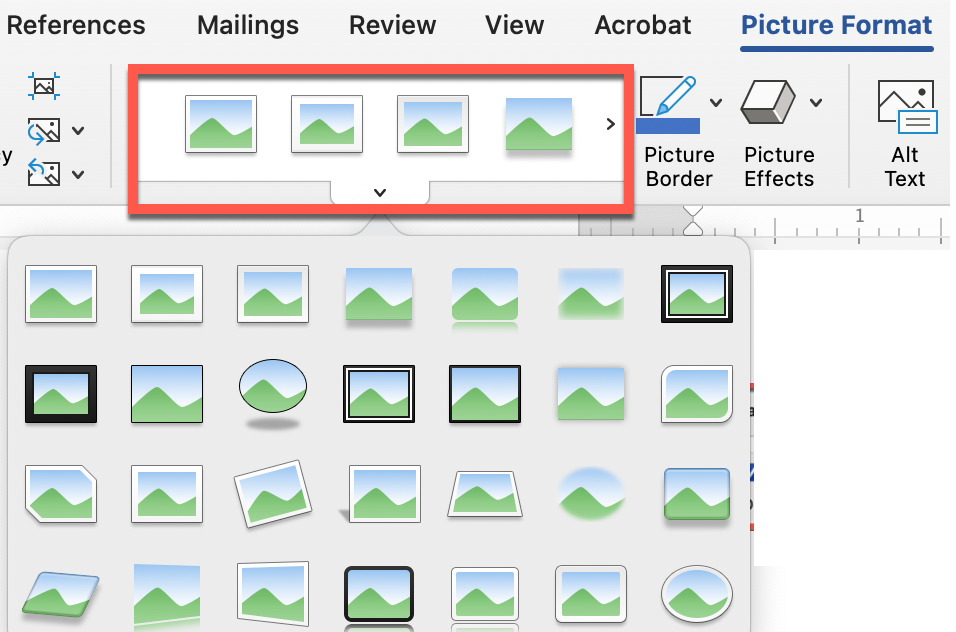 References Mailings Review View Acrobat Picture Format
y
Picture Border
Picture Effects
Alt Text
1